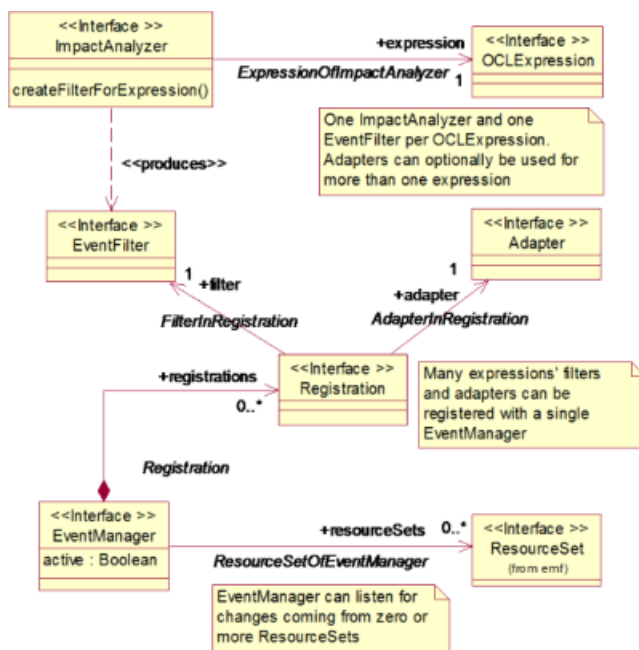 <<Interface >>
ImpactAnalyzer
createFilterForExpression()
+expression
ExpressionOfImpactAnalyzer
1
<<Interface >>
OCLExpression
One ImpactAnalyzer and one
EventFilter per OCLExpression.
Adapters can optionally be used for
more than one expression
<<produces>>
<<Interface >>
EventFilter
<<Interface >>
Adapter
1
+filter
FilterInRegistration
1
+adapter
AdapterInRegistration
<<Interface >>
Registration
+registrations
0..*
Registration
Many expressions' filters
and adapters can be
registered with a single
EventManager
<<Interface >>
EventManager
active : Boolean
+resourceSets
0..*
ResourceSetOfEventManager
<<Interface >>
ResourceSet
(from emf)
EventManager can listen for
changes coming from zero or
more ResourceSets